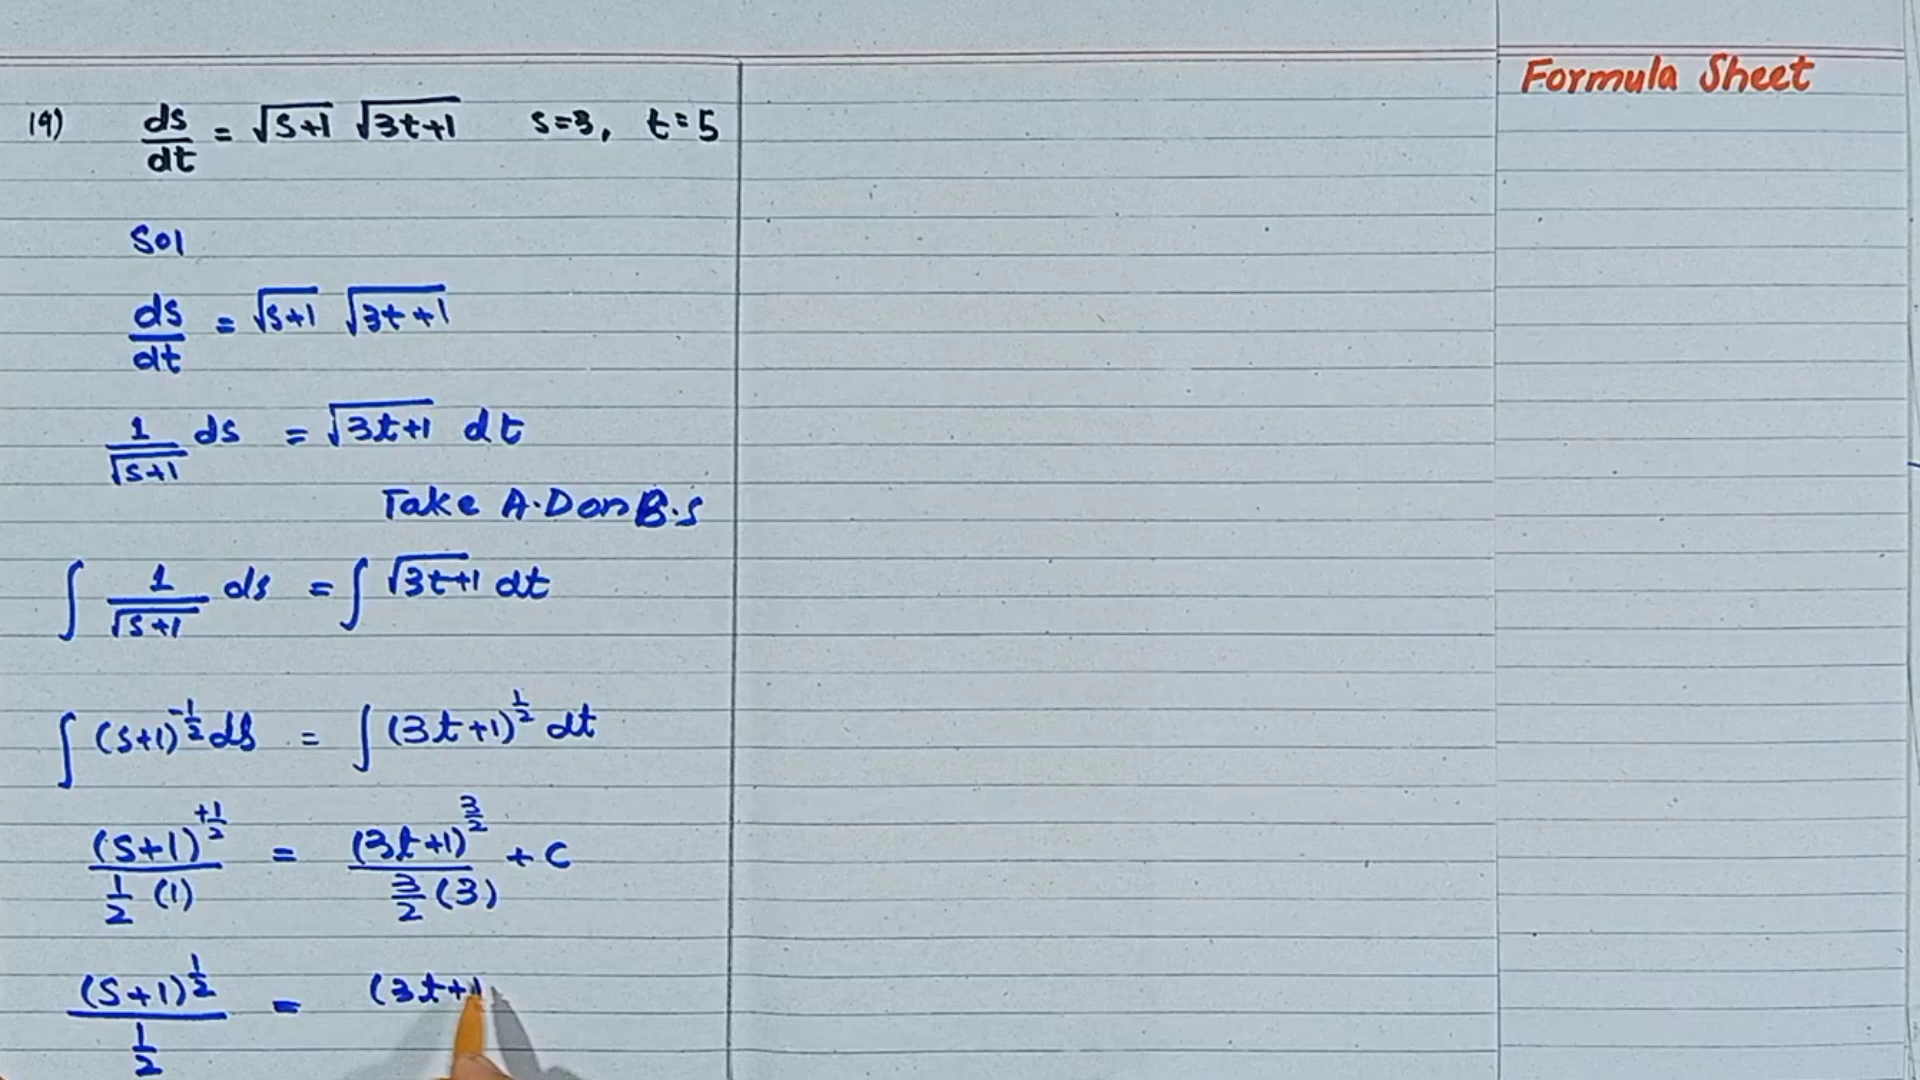 Formula Sheet
19) ds/dt = √s+1 √3t+1 s=3, t=5
Sol
ds/dt = √s+1 √3t+1
1/√s+1 ds = √3t+1 dt
Take A.D on B.S
∫ 1/√s+1 ds = ∫ √3t+1 dt
∫ (s+1)^-1/2 ds = ∫ (3t+1)^1/2 dt
(s+1)^+1/2 / 1/2 (1) = (3t+1)^3/2 / 3/2 (3) + c
(s+1)^1/2 / 1/2 = (3t+1